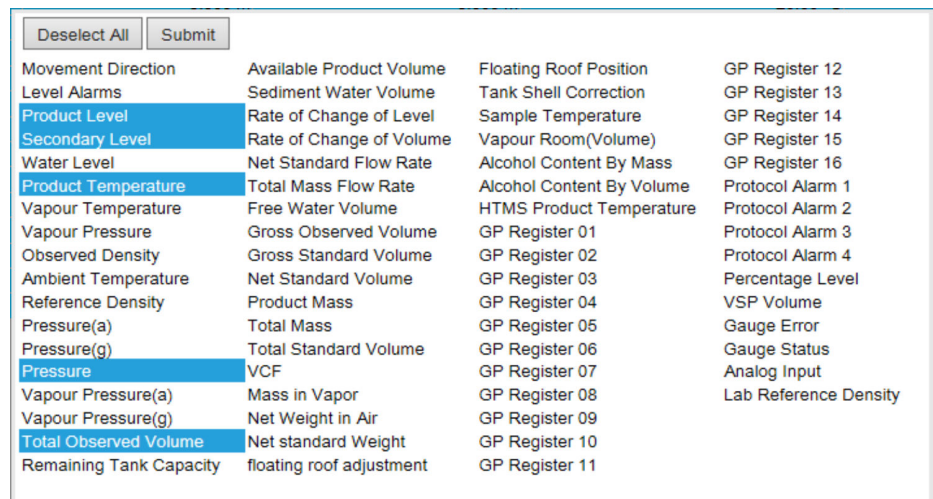 Deselect All
Submit
Movement Direction
Level Alarms
Product Level
Secondary Level
Water Level
Product Temperature
Vapour Temperature
Vapour Pressure
Observed Density
Ambient Temperature
Reference Density
Pressure(a)
Pressure(g)
Pressure
Vapour Pressure(a)
Vapour Pressure(g)
Total Observed Volume
Remaining Tank Capacity
Available Product Volume
Sediment Water Volume
Rate of Change of Level
Rate of Change of Volume
Net Standard Flow Rate
Total Mass Flow Rate
Free Water Volume
Gross Observed Volume
Gross Standard Volume
Net Standard Volume
Product Mass
Total Mass
Total Standard Volume
VCF
Mass in Vapor
Net Weight in Air
Net standard Weight
floating roof adjustment
Floating Roof Position
Tank Shell Correction
Sample Temperature
Vapour Room(Volume)
Alcohol Content By Mass
Alcohol Content By Volume
HTMS Product Temperature
GP Register 01
GP Register 02
GP Register 03
GP Register 04
GP Register 05
GP Register 06
GP Register 07
GP Register 08
GP Register 09
GP Register 10
GP Register 11
GP Register 12
GP Register 13
GP Register 14
GP Register 15
GP Register 16
Protocol Alarm 1
Protocol Alarm 2
Protocol Alarm 3
Protocol Alarm 4
Percentage Level
VSP Volume
Gauge Error
Gauge Status
Analog Input
Lab Reference Density